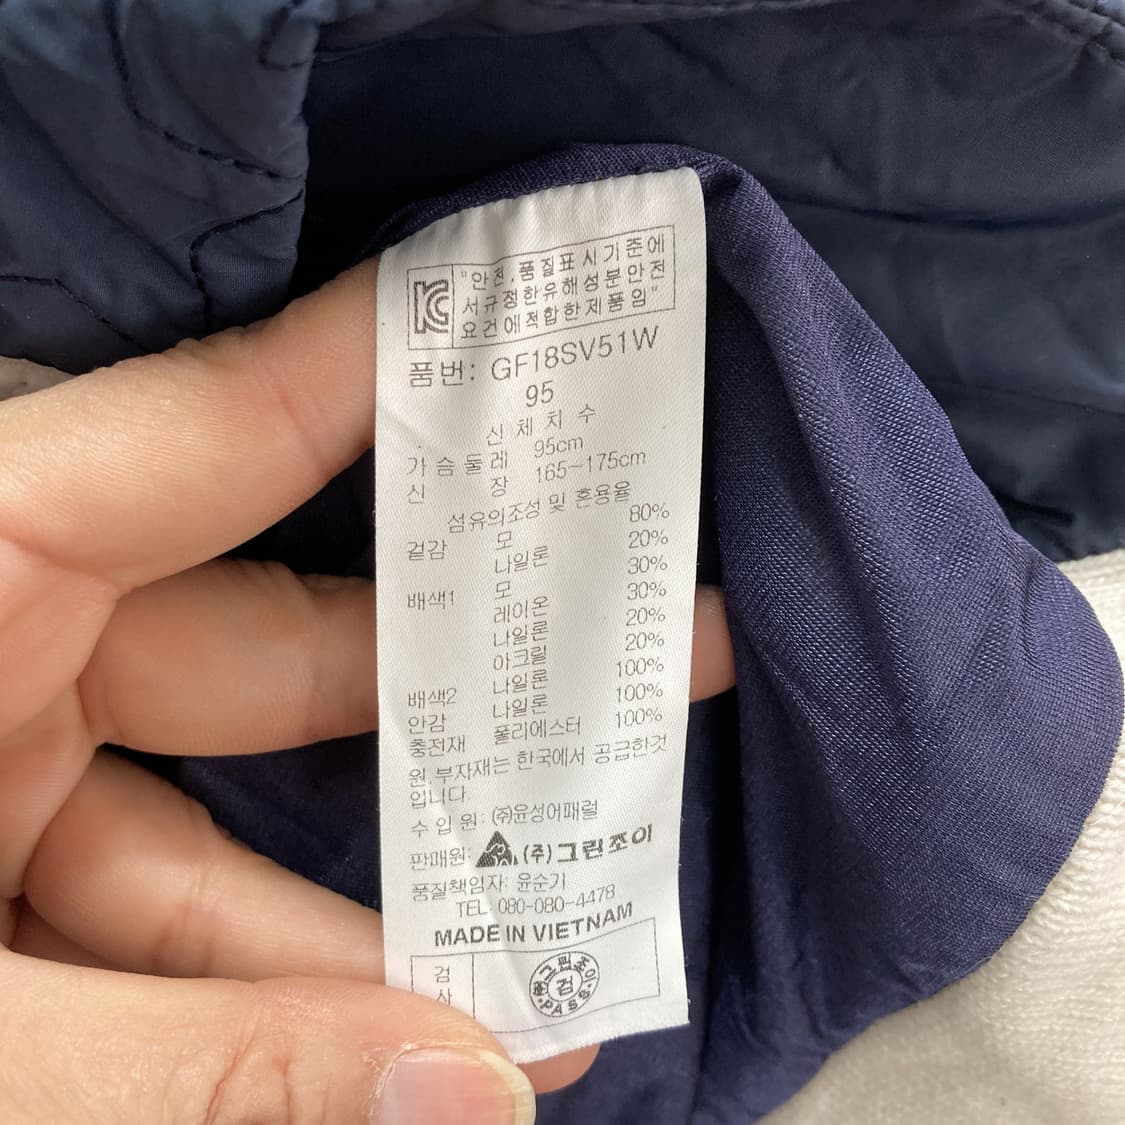 KC
"안전.품질표시기준에
서규정한유해성분안전
요건에적합한제품임"
품번: GF18SV51W
95
신 체 치 수
가 슴 둘 레 95cm
신 장 165~175cm
섬유의조성 및 혼용율
겉감 모 80%
나일론 20%
배색1 모 30%
레이온 30%
나일론 20%
아크릴 20%
배색2 나일론 100%
안감 나일론 100%
충전재 폴리에스터 100%
원.부자재는 한국에서 공급한것
입니다.
수 입 원: (주)윤성어패럴
판매원: (주)그린조이
품질책임자: 윤순기
TEL. 080-080-4478
MADE IN VIETNAM
검사
㈜그린조이
검
·PASS·